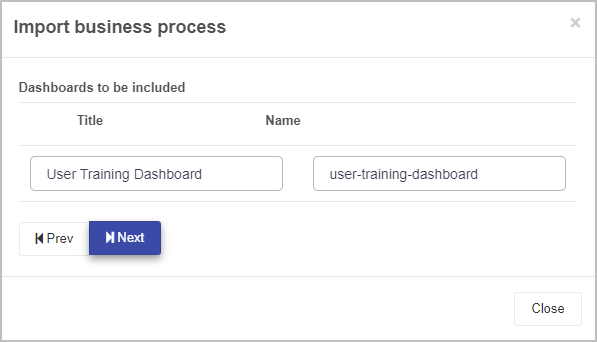 Import business process ×
Dashboards to be included
Title Name
User Training Dashboard user-training-dashboard
Prev Next
Close